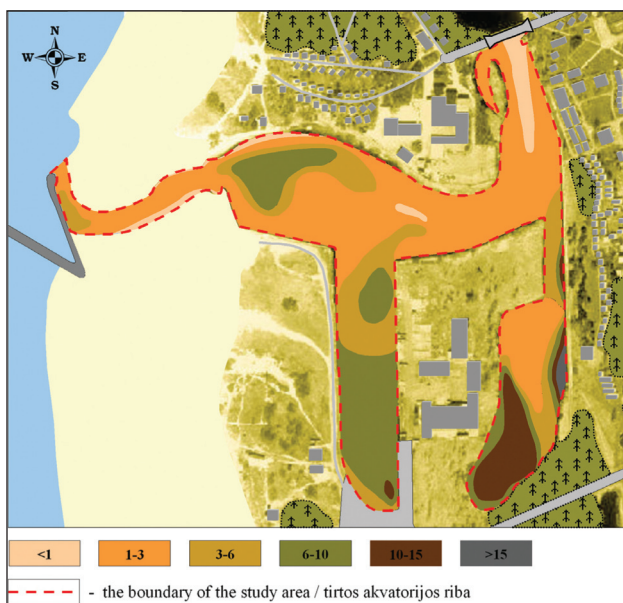 N
W E
S
<1 1-3 3-6 6-10 10-15 >15
- the boundary of the study area / tirtos akvatorijos riba